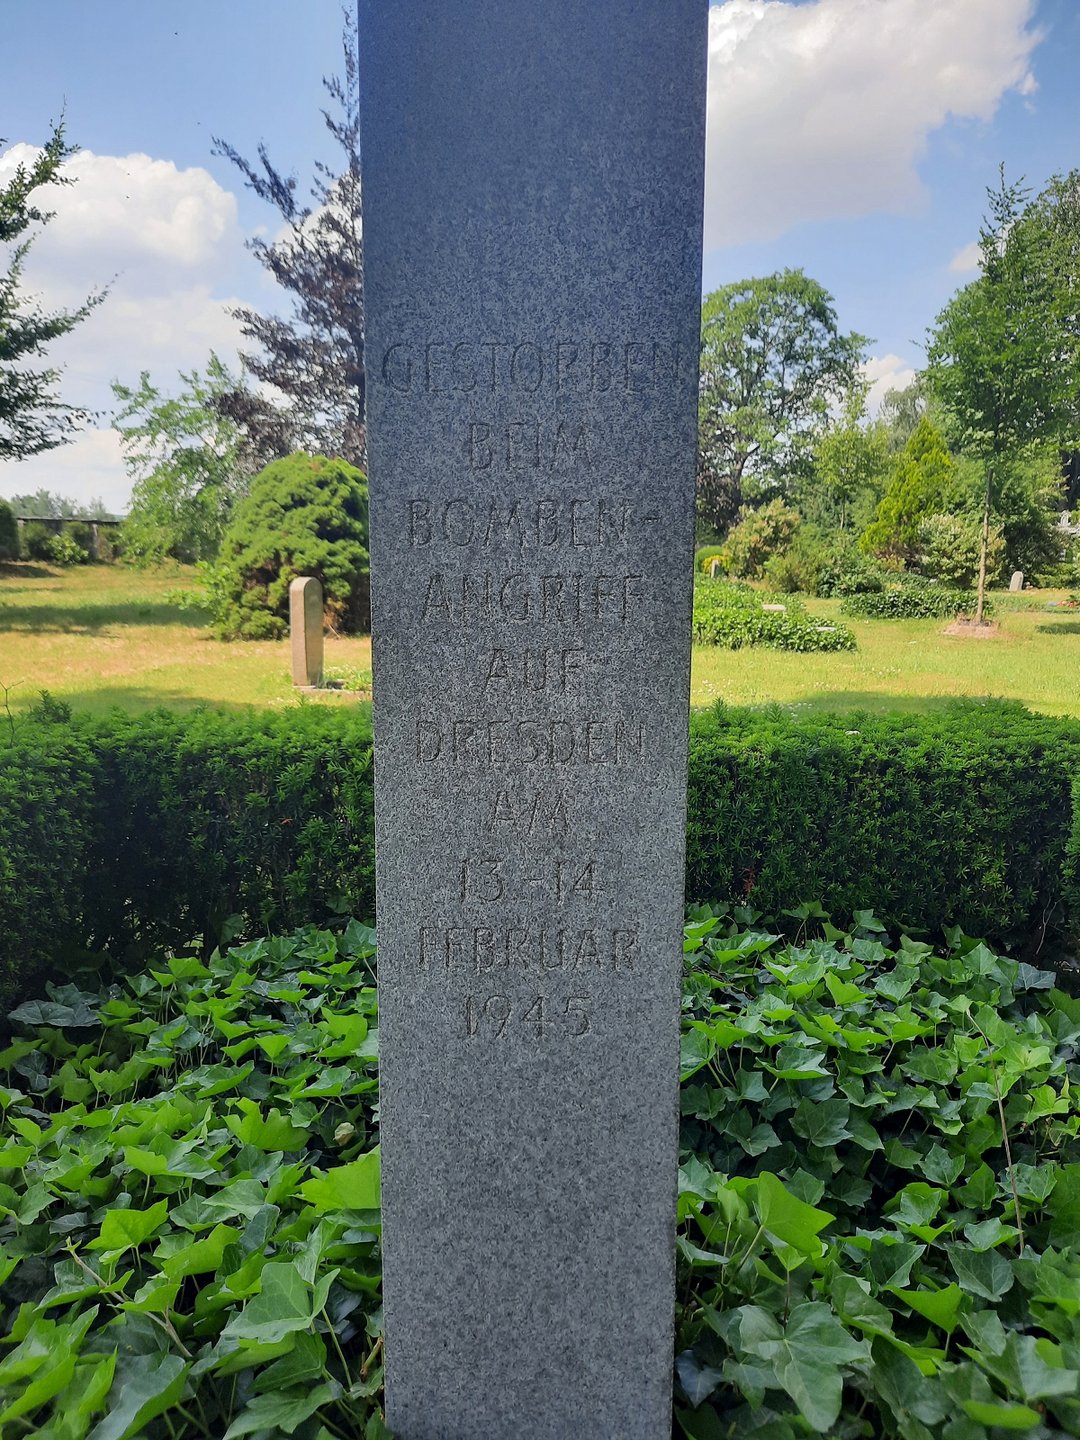 GESTORBEN
BEIM
BOMBEN-
ANGRIFF
AUF
DRESDEN
AM
13.-14.
FEBRUAR
1945